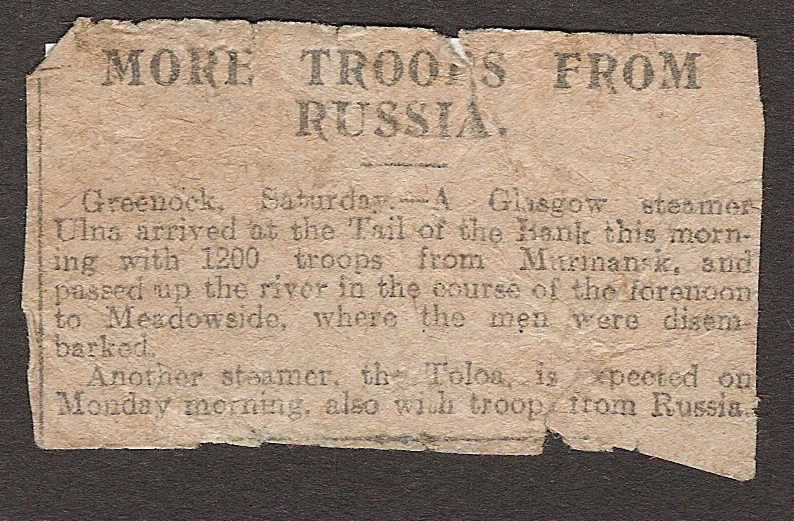 MORE TROOPS FROM
RUSSIA.
Greenock, Saturday.—A Glasgow steamer
Ulna arrived at the Tail of the Bank this morn-
ing with 1200 troops from Murmansk, and
passed up the river in the course of the forenoon
to Meadowside, where the men were disem-
barked.
Another steamer, the Toloa, is expected on
Monday morning, also with troops from Russia.